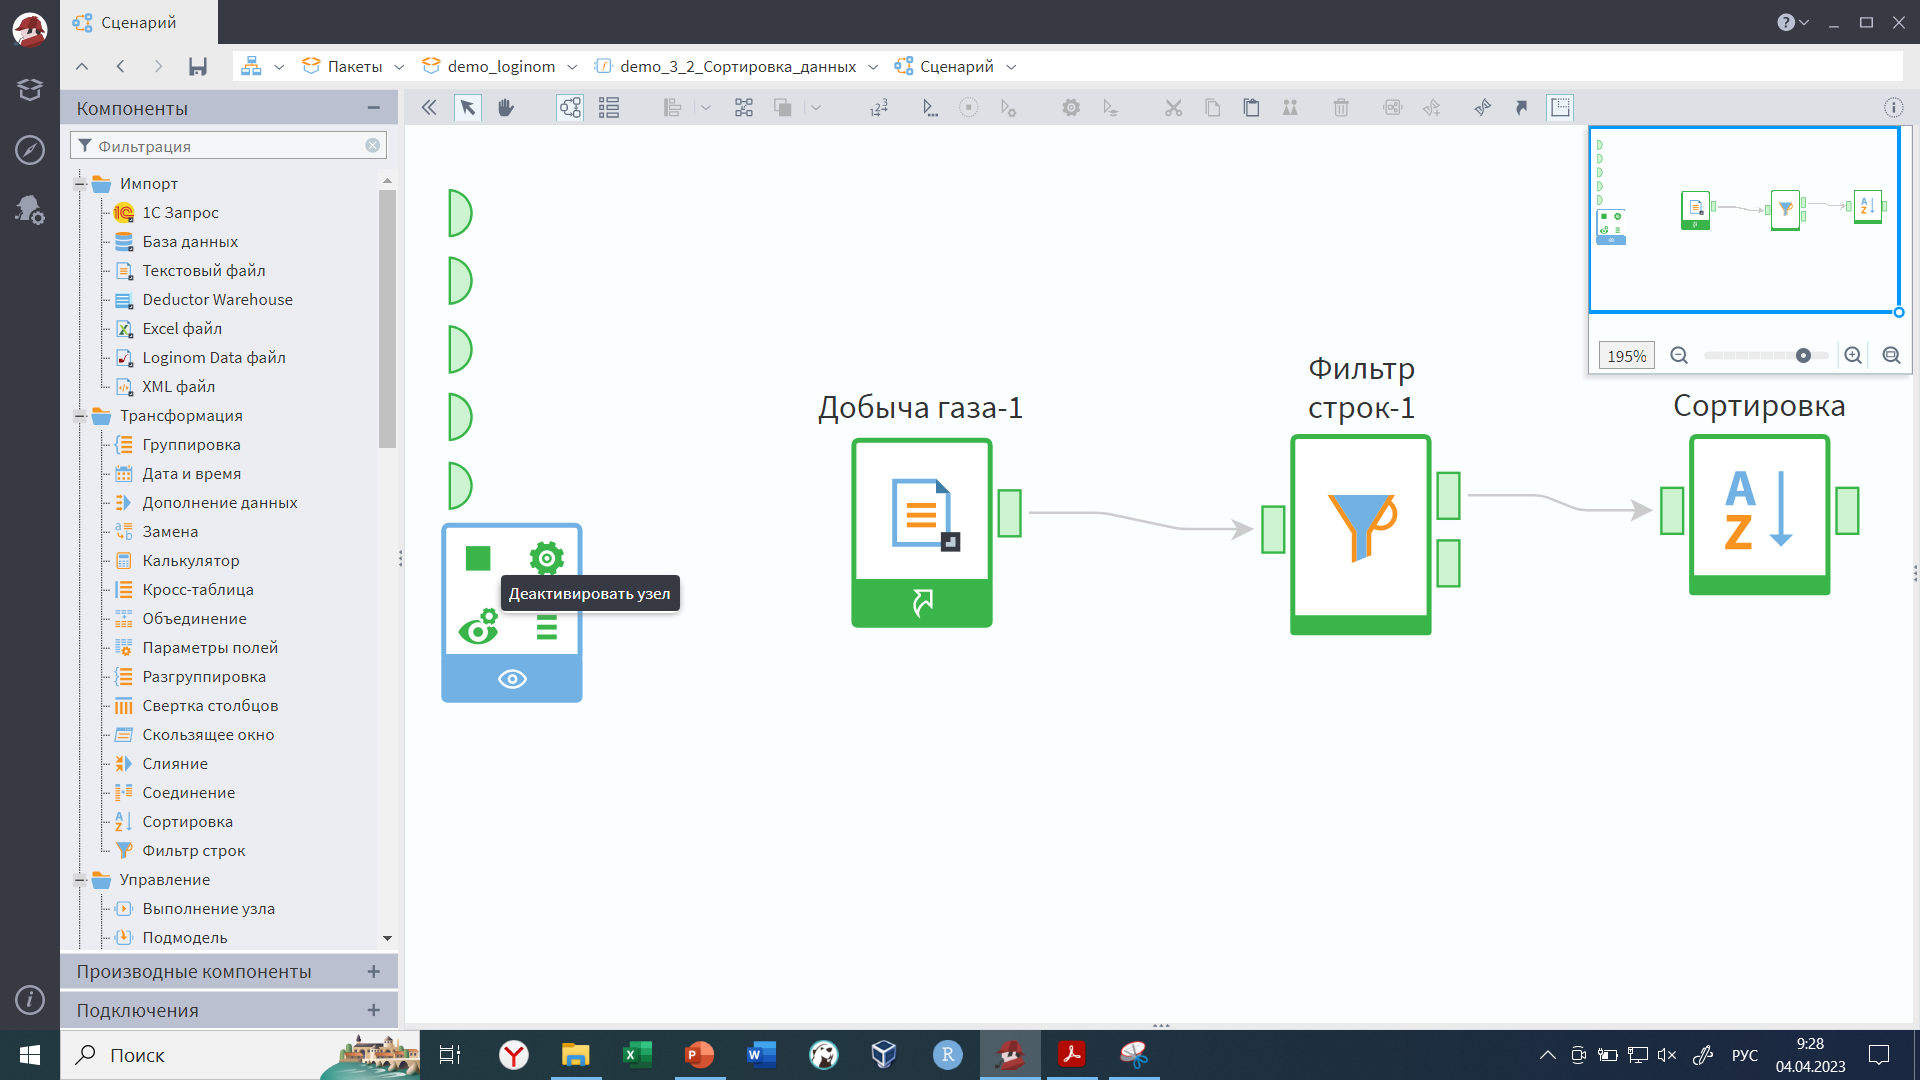 Сценарий
Пакеты
demo_loginom
demo_3_2_Сортировка_данных
Сценарий
Компоненты
Фильтрация
Импорт
1С Запрос
База данных
Текстовый файл
Deductor Warehouse
Excel файл
Loginom Data файл
XML файл
Трансформация
Группировка
Дата и время
Дополнение данных
Замена
Калькулятор
Кросс-таблица
Объединение
Параметры полей
Разгруппировка
Свертка столбцов
Скользящее окно
Слияние
Соединение
Сортировка
Фильтр строк
Управление
Выполнение узла
Подмодель
Производные компоненты
Подключения
Деактивировать узел
Добыча газа-1
Фильтр
строк-1
Сортировка
195%
Поиск
РУС
9:28
04.04.2023